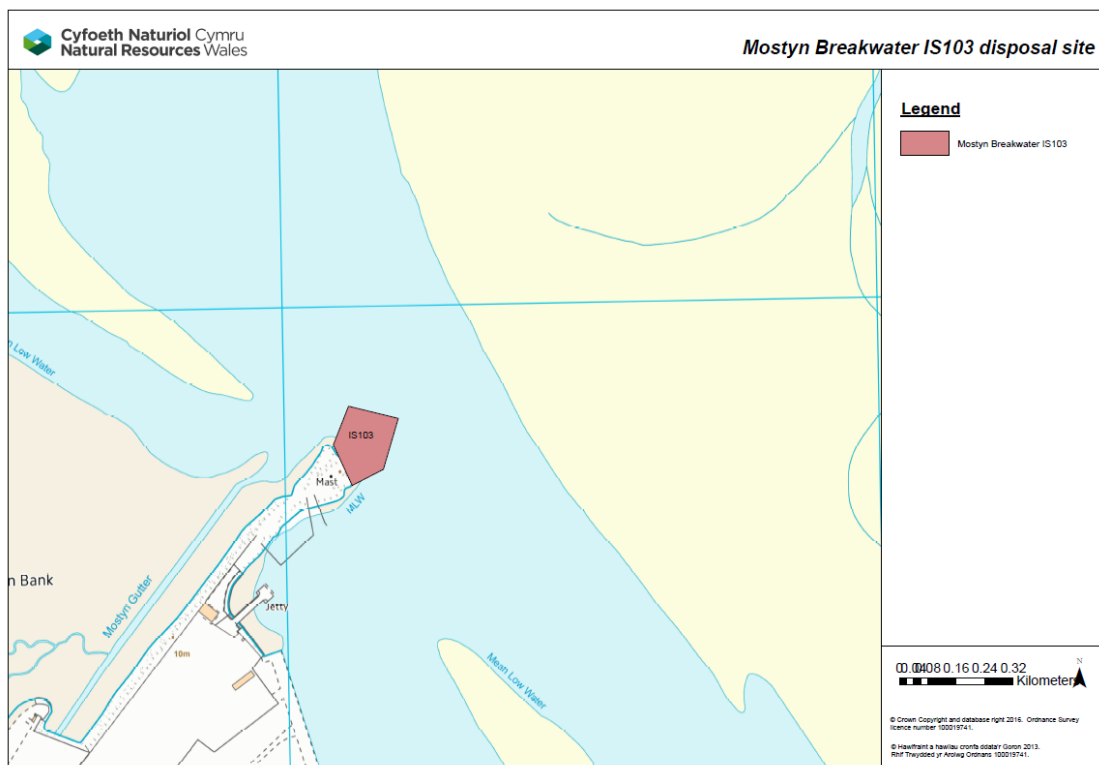 Cyfoeth Naturiol Cymru
Natural Resources Wales
Mostyn Breakwater IS103 disposal site
Legend
Mostyn Breakwater IS103
n Low Water
IS103
Mast
MLW
n Bank
Mostyn Gutter
Jetty
10m
Mean Low Water
0 0.04 0.08 0.16 0.24 0.32
Kilometers
N
© Crown Copyright and database right 2016. Ordnance Survey
licence number 100019741.
© Hawlfraint a hawliau cronfa ddata'r Goron 2013.
Rhif Trwydded yr Arolwg Ordnans 100019741.